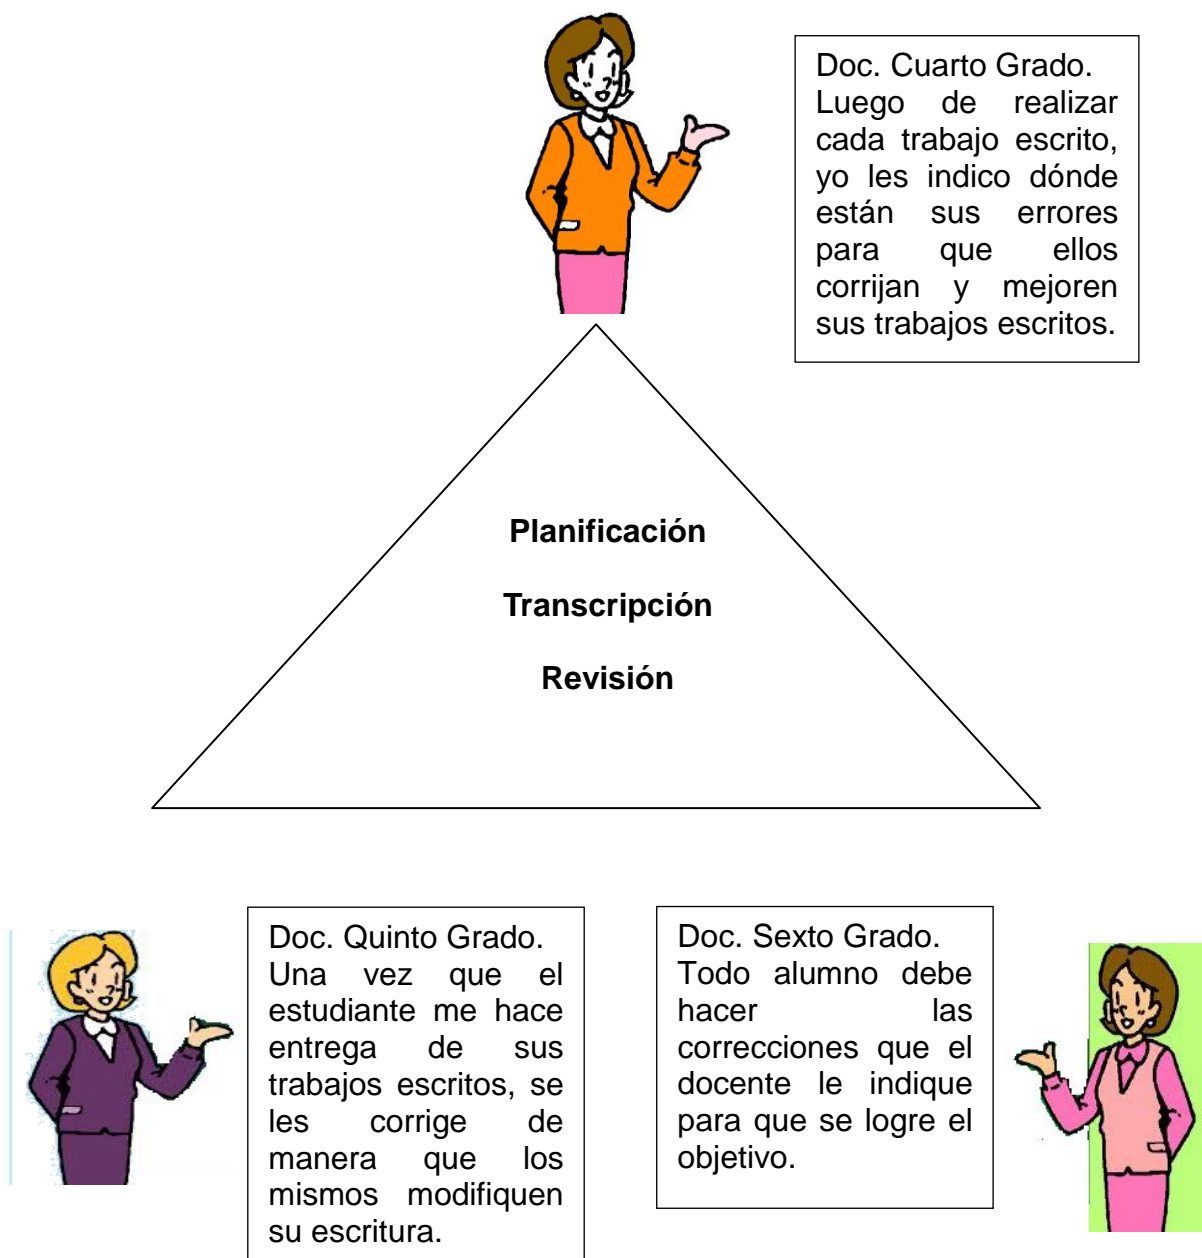 Doc. Cuarto Grado.
Luego de realizar
cada trabajo escrito,
yo les indico dónde
están sus errores
para que ellos
corrijan y mejoren
sus trabajos escritos.
Planificación
Transcripción
Revisión
Doc. Quinto Grado.
Una vez que el
estudiante me hace
entrega de sus
trabajos escritos, se
les corrige de
manera que los
mismos modifiquen
su escritura.
Doc. Sexto Grado.
Todo alumno debe
hacer las
correcciones que el
docente le indique
para que se logre el
objetivo.